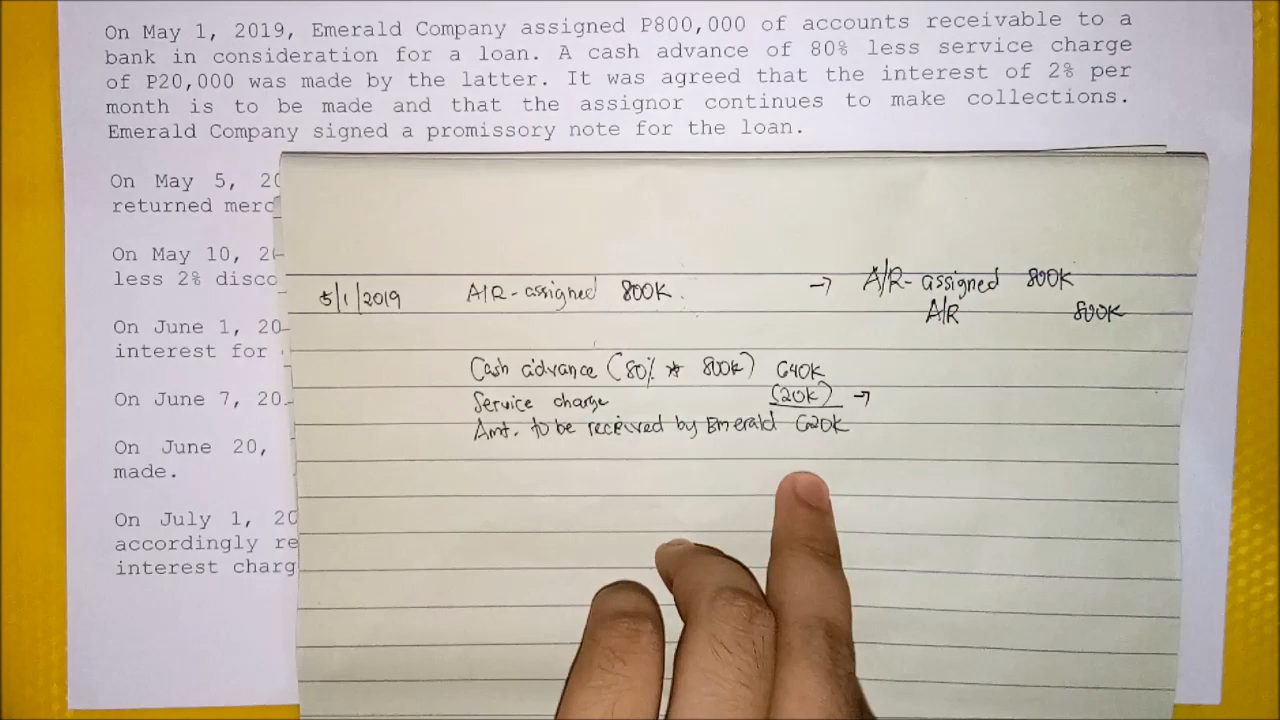 On May 1, 2019, Emerald Company assigned P800,000 of accounts receivable to a
bank in consideration for a loan. A cash advance of 80% less service charge
of P20,000 was made by the latter. It was agreed that the interest of 2% per
month is to be made and that the assignor continues to make collections.
Emerald Company signed a promissory note for the loan.
On May 5, 20
returned merc
On May 10, 2
less 2% disco
On June 1, 20
interest for
On June 7, 20
On June 20,
made.
On July 1, 20
accordingly re
interest charg
5/1/2019 A/R-assigned 800K → A/R-assigned 800K
A/R 800K
Cash advance (80% * 800k) 640K
Service charge (20k) →
Amt. to be received by Emerald 620K